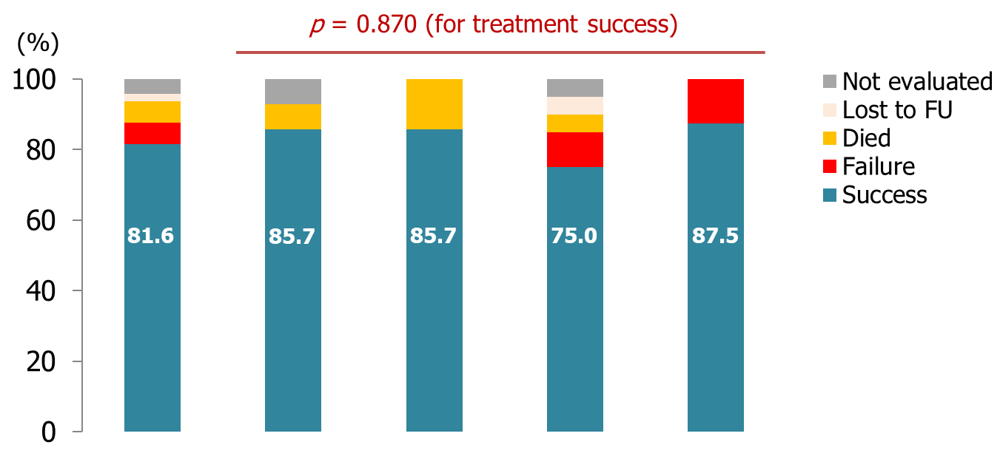 p = 0.870 (for treatment success)
(%)
100
80
60
40
20
0
81.6
85.7
85.7
75.0
87.5
Not evaluated
Lost to FU
Died
Failure
Success